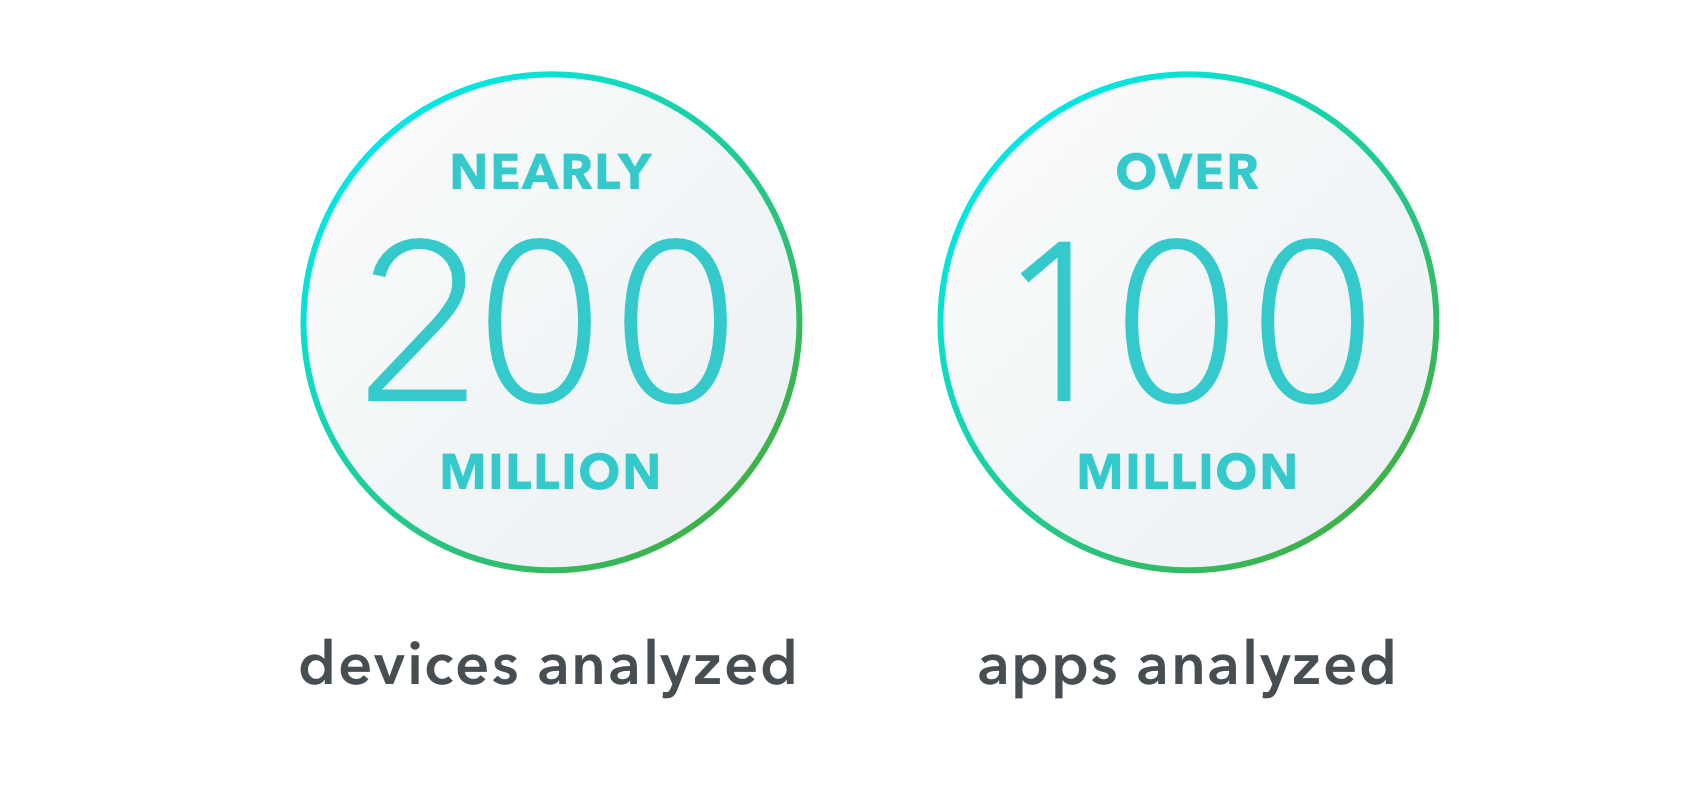 NEARLY
200
MILLION
devices analyzed
OVER
100
MILLION
apps analyzed